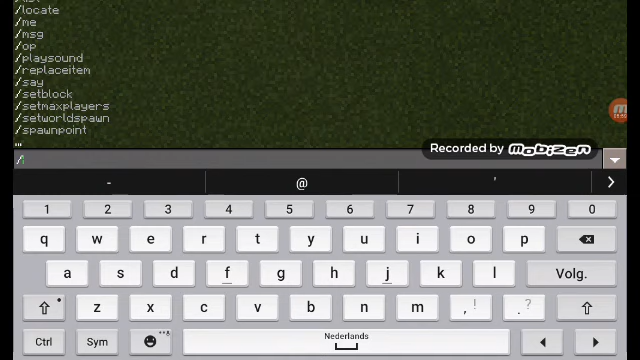 /locate
/me
/msg
/op
/playsound
/replaceitem
/say
/setblock
/setmaxplayers
/setworldspawn
/spawnpoint
...
Recorded by mobizen
/
- @ '
1 2 3 4 5 6 7 8 9 0
q w e r t y u i o p
a s d f g h j k l Volg.
z x c v b n m , ! . ?
Ctrl Sym Nederlands